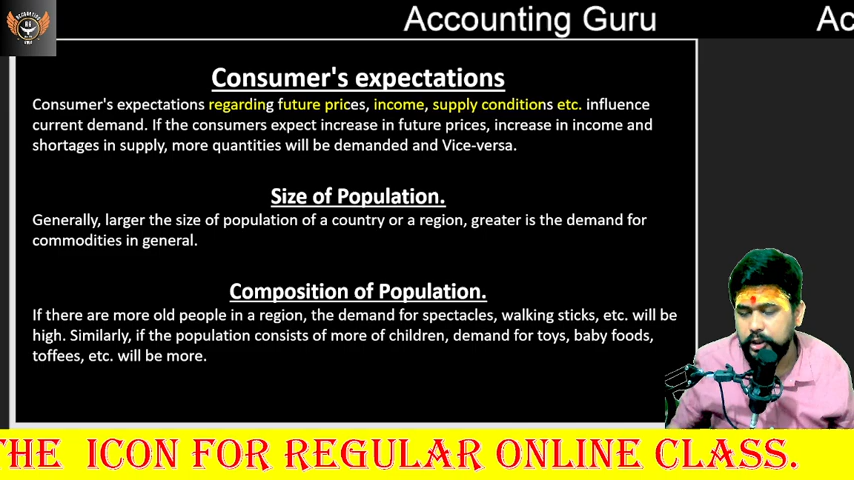 Accounting Guru
Ac
Consumer's expectations
Consumer's expectations regarding future prices, income, supply conditions etc. influence
current demand. If the consumers expect increase in future prices, increase in income and
shortages in supply, more quantities will be demanded and Vice-versa.
Size of Population.
Generally, larger the size of population of a country or a region, greater is the demand for
commodities in general.
Composition of Population.
If there are more old people in a region, the demand for spectacles, walking sticks, etc. will be
high. Similarly, if the population consists of more of children, demand for toys, baby foods,
toffees, etc. will be more.
THE ICON FOR REGULAR ONLINE CLASS.